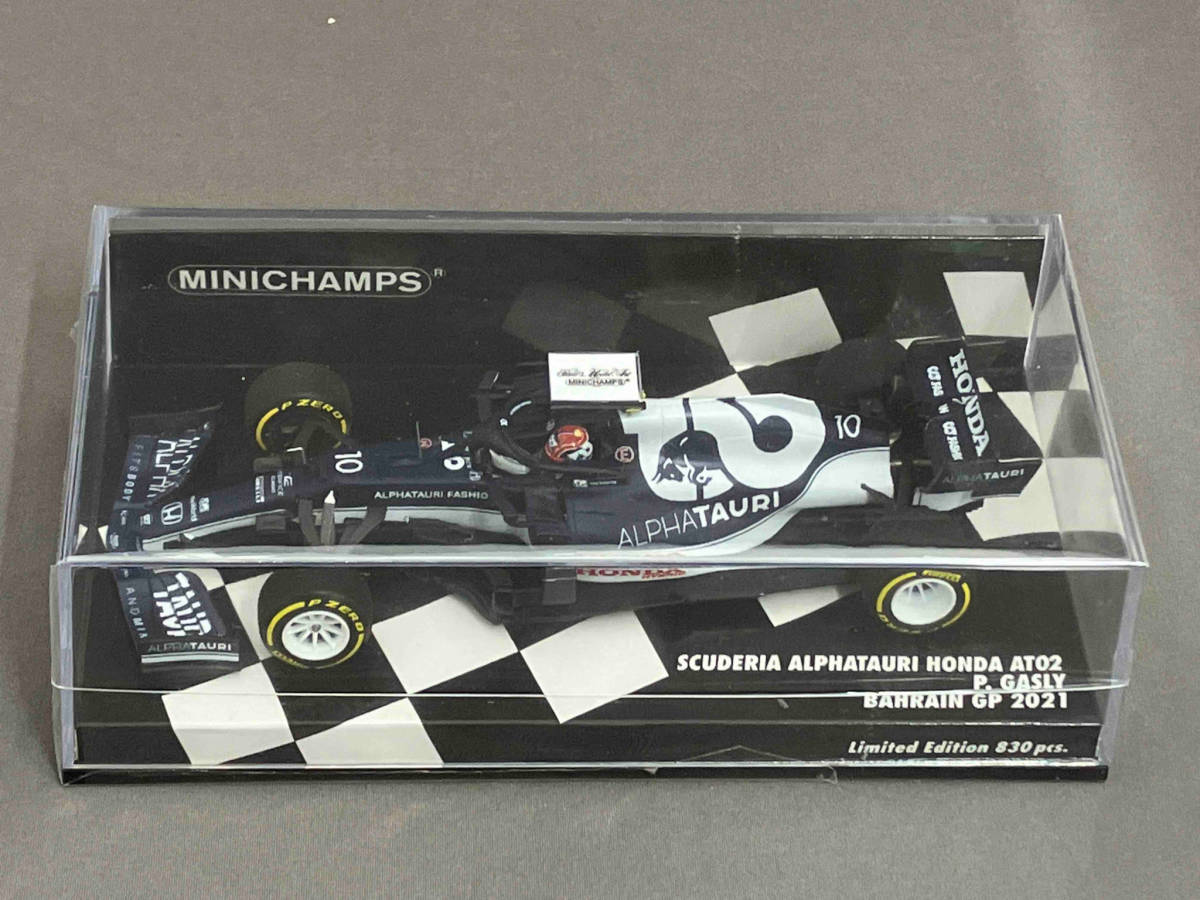 MINICHAMPS®
MINICHAMPS
HONDA
10
10
P ZERO
ALPHATAURI FASHIO
ALPHATAURI
ALPHATAURI
HONDA
P ZERO
ALPHATAURI
SCUDERIA ALPHATAURI HONDA AT02
P. GASLY
BAHRAIN GP 2021
Limited Edition 830 pcs.